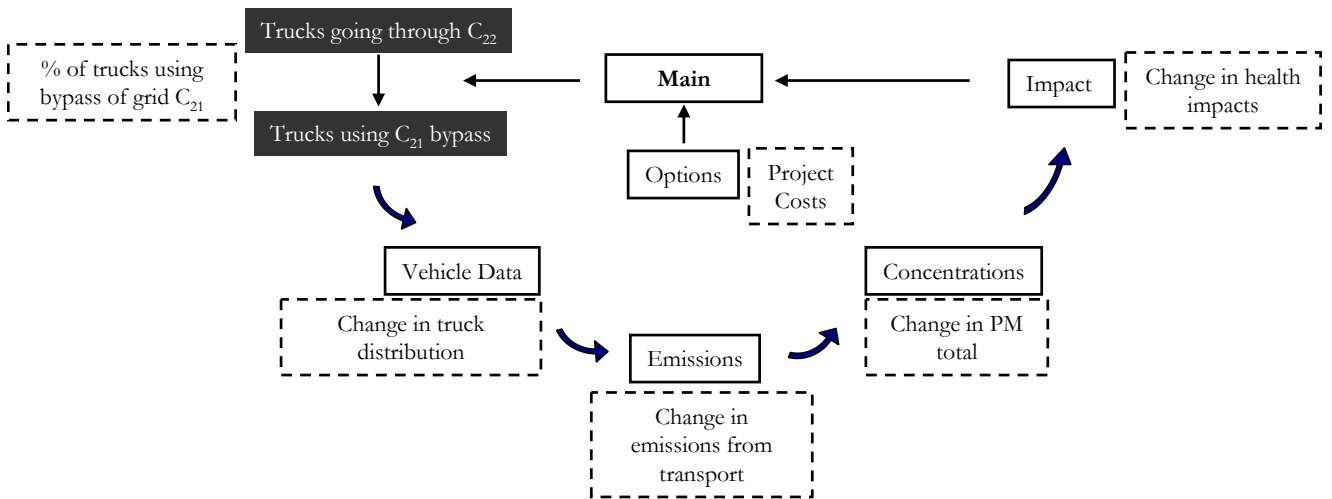 Trucks going through C₂₂
% of trucks using
bypass of grid C₂₁
Trucks using C₂₁ bypass
Main
Options
Project
Costs
Impact
Change in health
impacts
Vehicle Data
Change in truck
distribution
Emissions
Change in
emissions from
transport
Concentrations
Change in PM
total